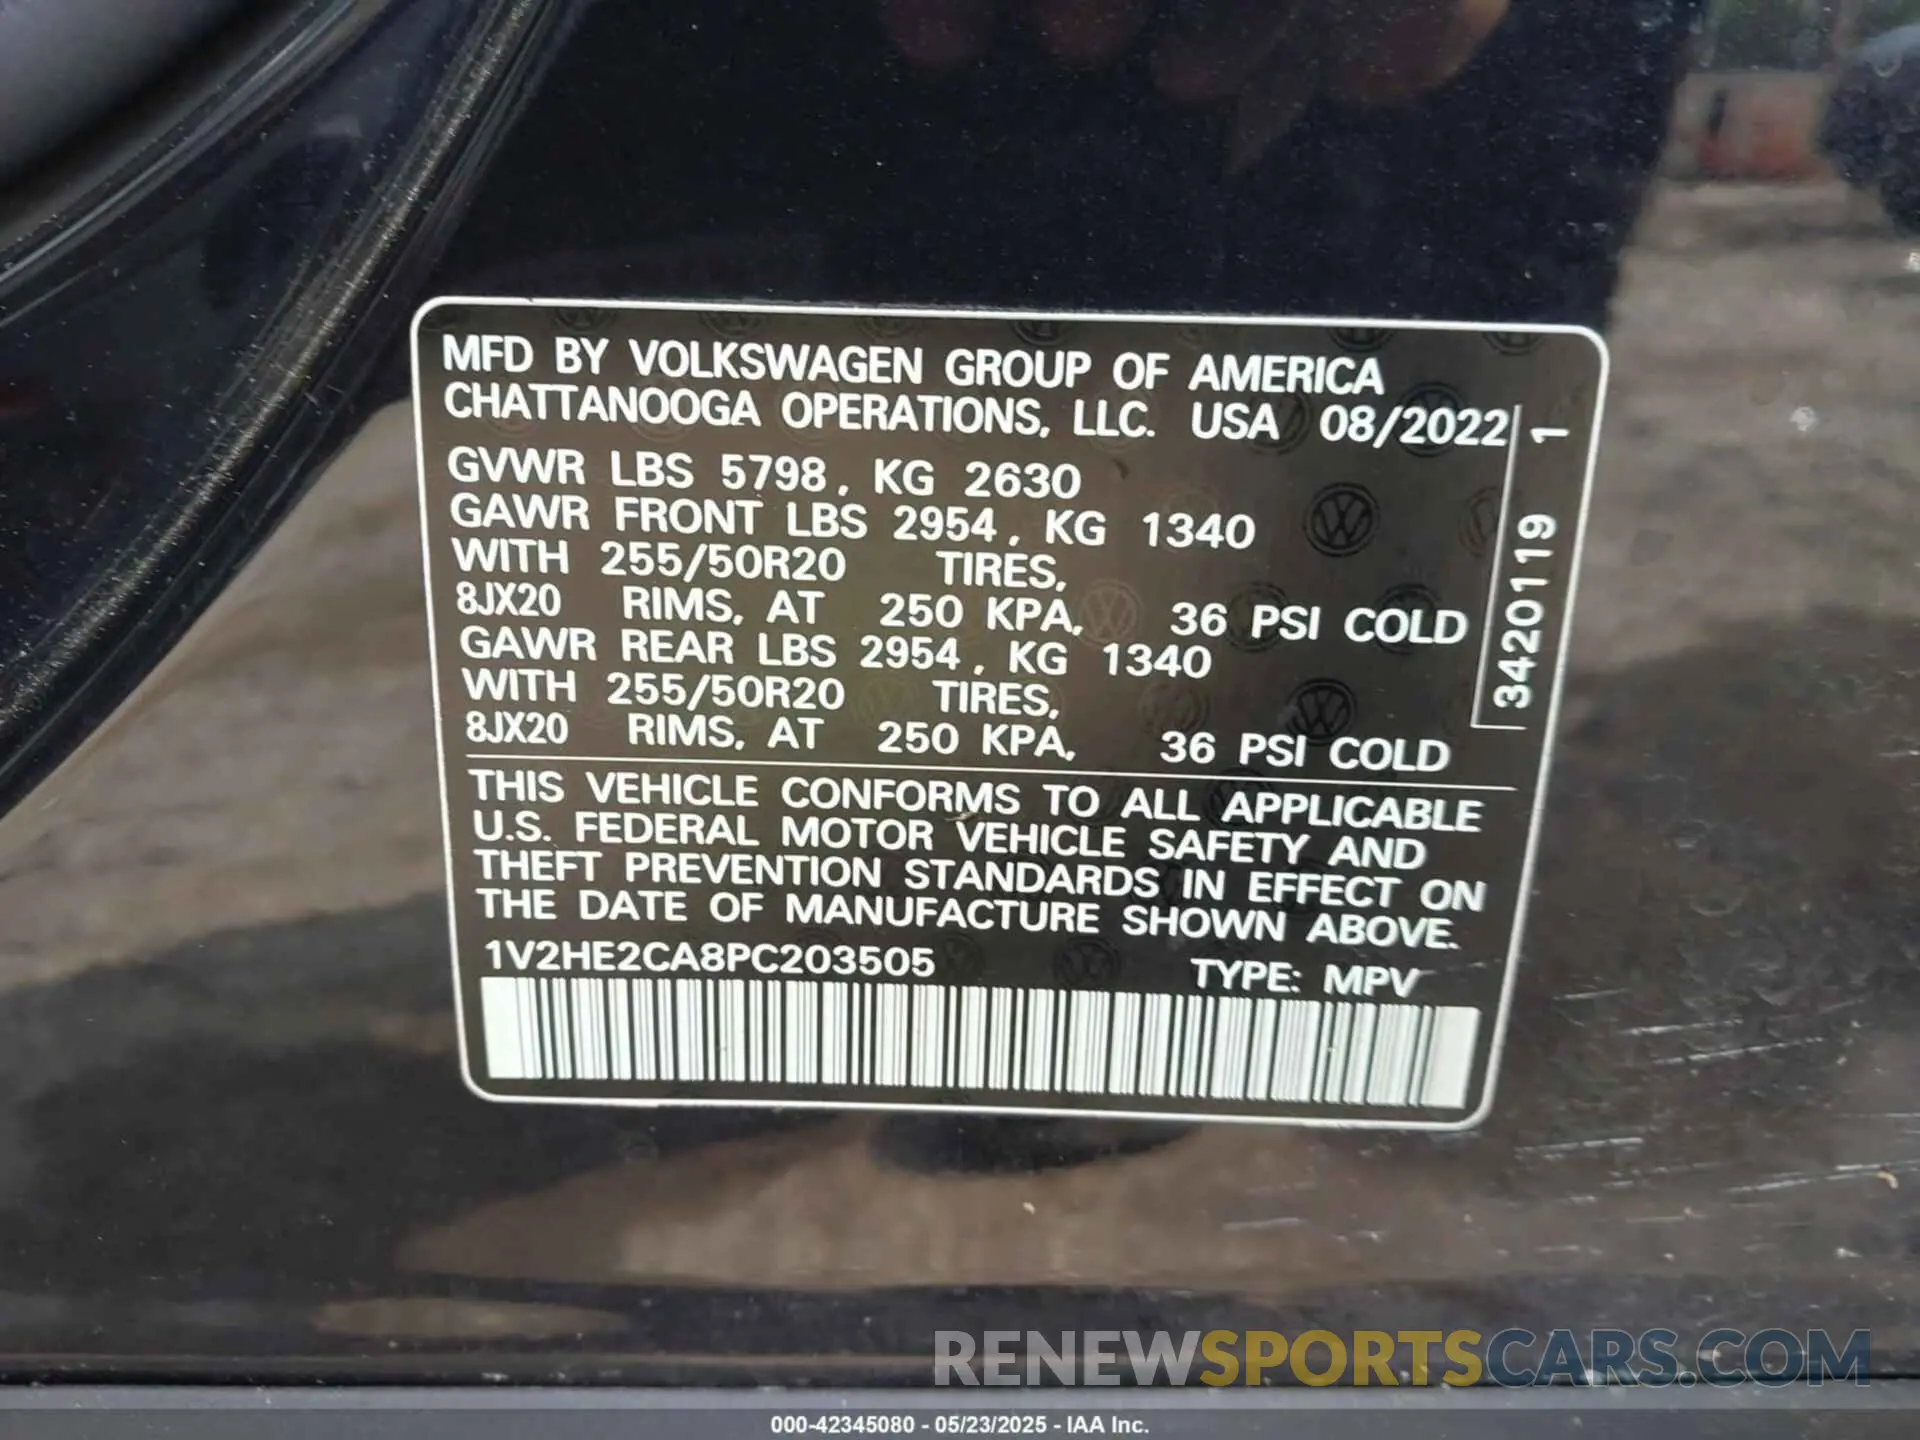 MFD BY VOLKSWAGEN GROUP OF AMERICA
CHATTANOOGA OPERATIONS, LLC. USA 08/2022
GVWR LBS 5798, KG 2630
GAWR FRONT LBS 2954, KG 1340
WITH 255/50R20 TIRES,
8JX20 RIMS, AT 250 KPA, 36 PSI COLD
GAWR REAR LBS 2954, KG 1340
WITH 255/50R20 TIRES,
8JX20 RIMS, AT 250 KPA, 36 PSI COLD
3420119 1
THIS VEHICLE CONFORMS TO ALL APPLICABLE
U.S. FEDERAL MOTOR VEHICLE SAFETY AND
THEFT PREVENTION STANDARDS IN EFFECT ON
THE DATE OF MANUFACTURE SHOWN ABOVE.
1V2HE2CA8PC203505 TYPE: MPV
RENEWSPORTSCARS.COM
000-42345080 - 05/23/2025 - IAA Inc.